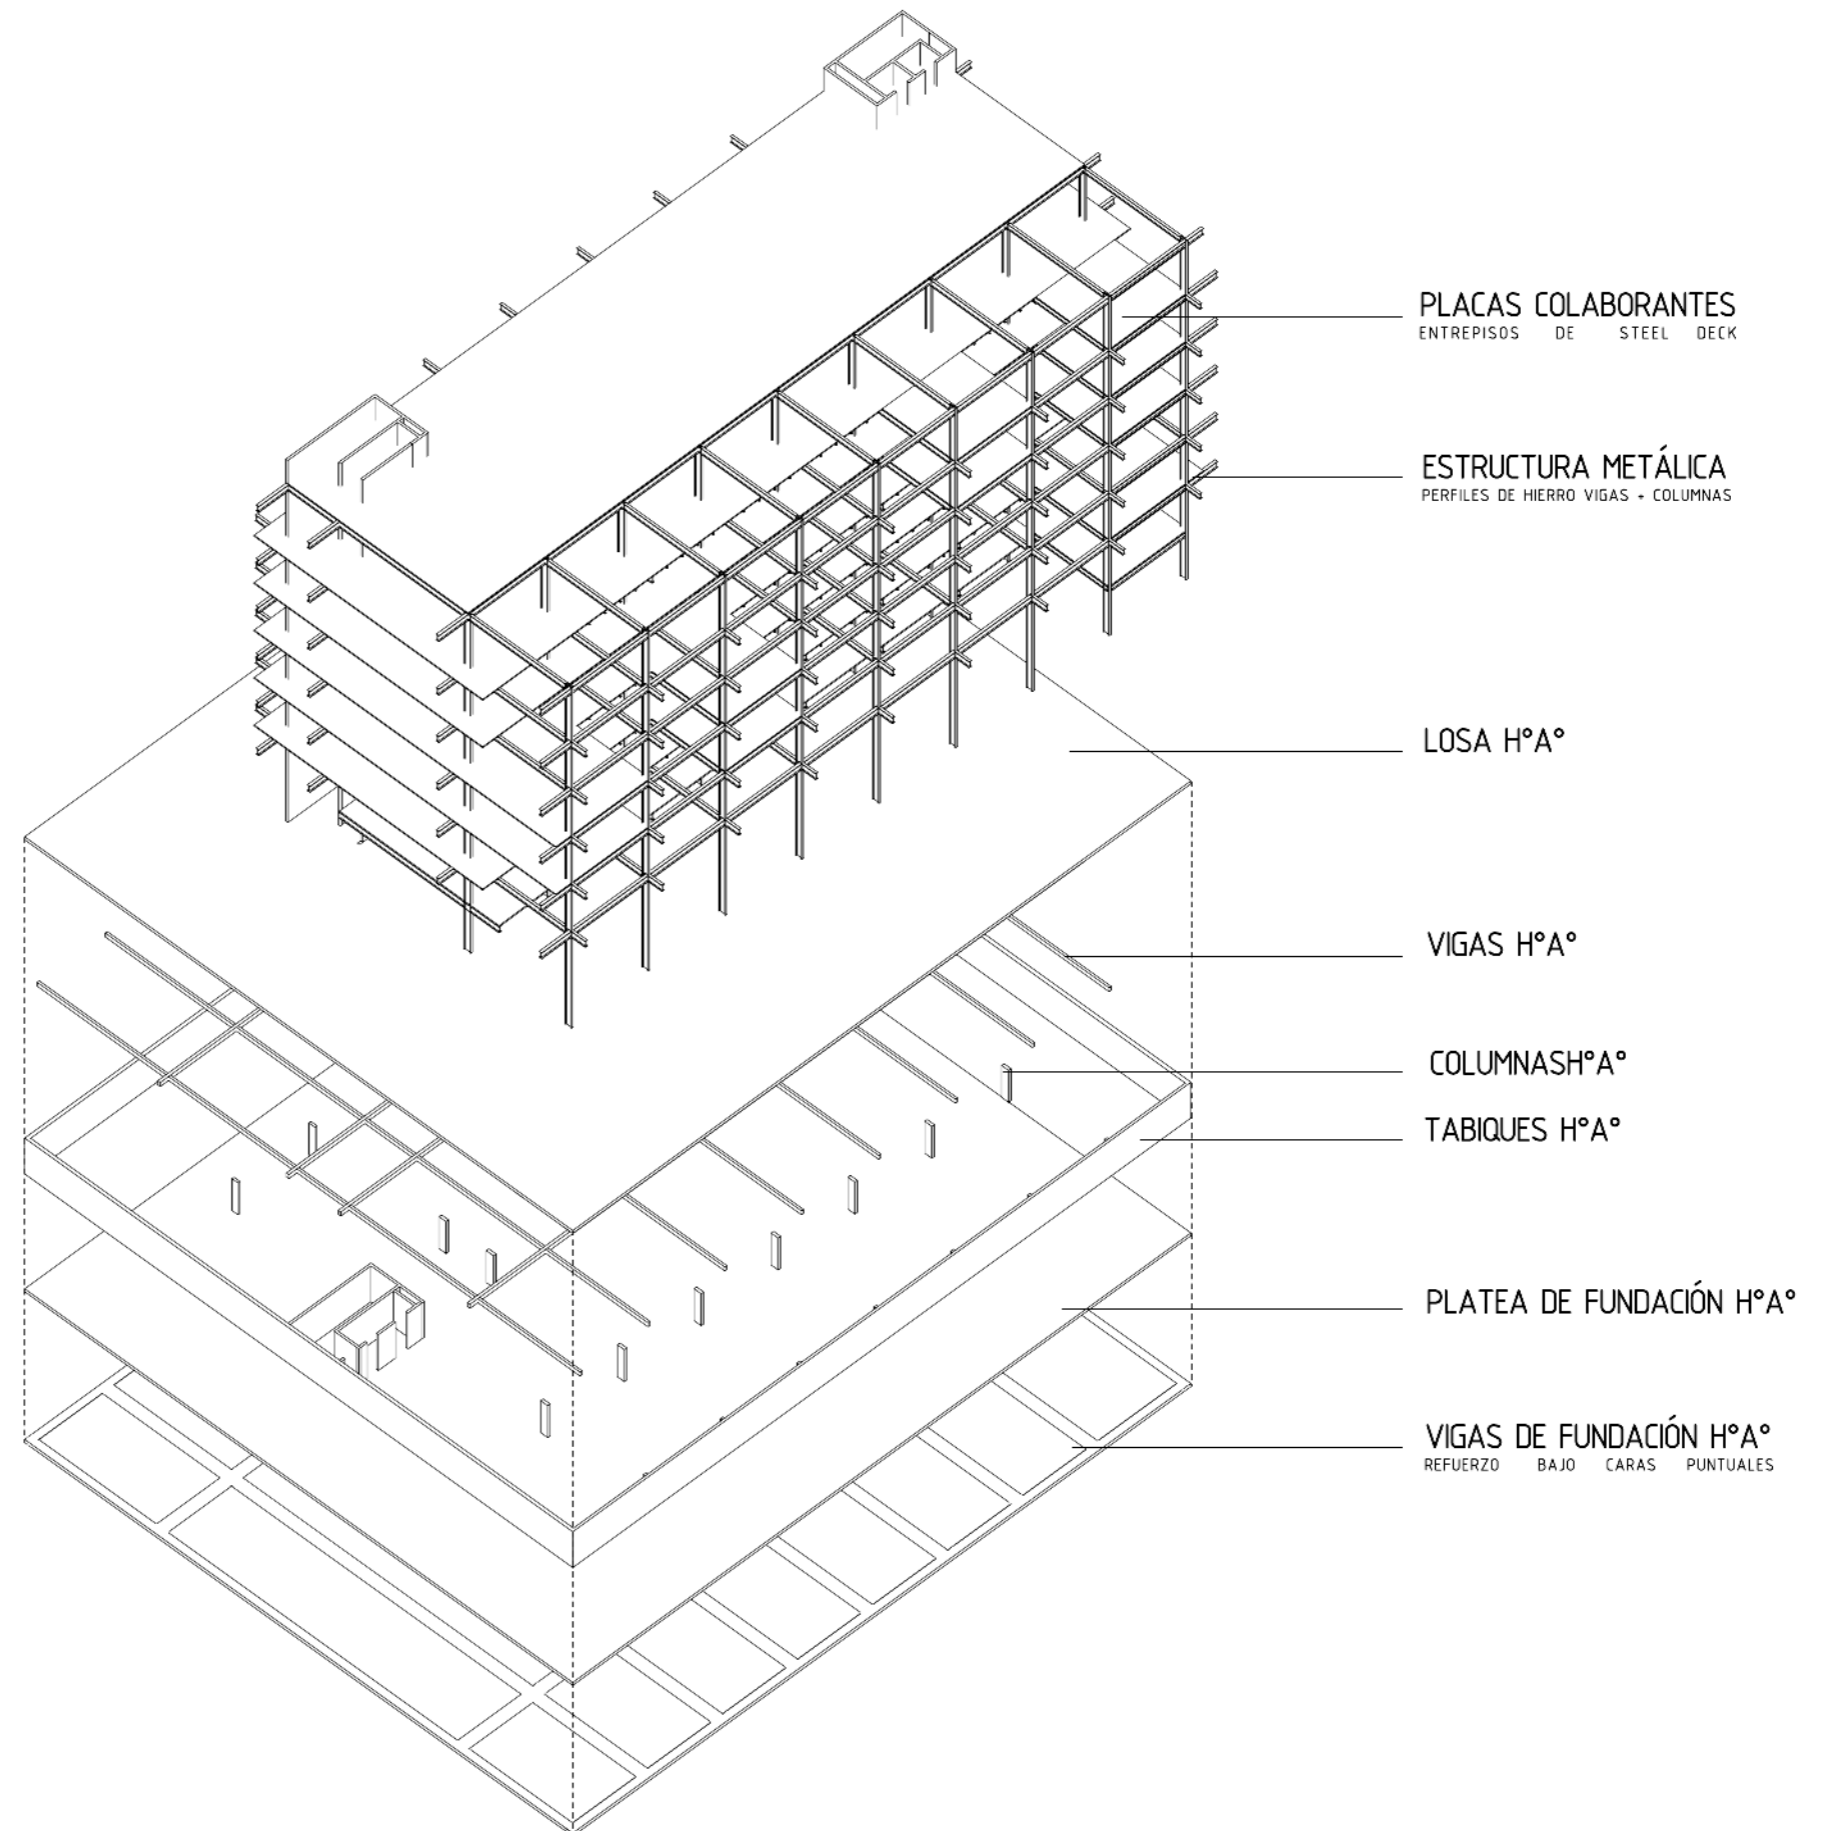 PLACAS COLABORANTES
ENTREPISOS DE STEEL DECK
ESTRUCTURA METÁLICA
PERFILES DE HIERRO VIGAS + COLUMNAS
LOSA H°A°
VIGAS H°A°
COLUMNASH°A°
TABIQUES H°A°
PLATEA DE FUNDACIÓN H°A°
VIGAS DE FUNDACIÓN H°A°
REFUERZO BAJO CARAS PUNTUALES